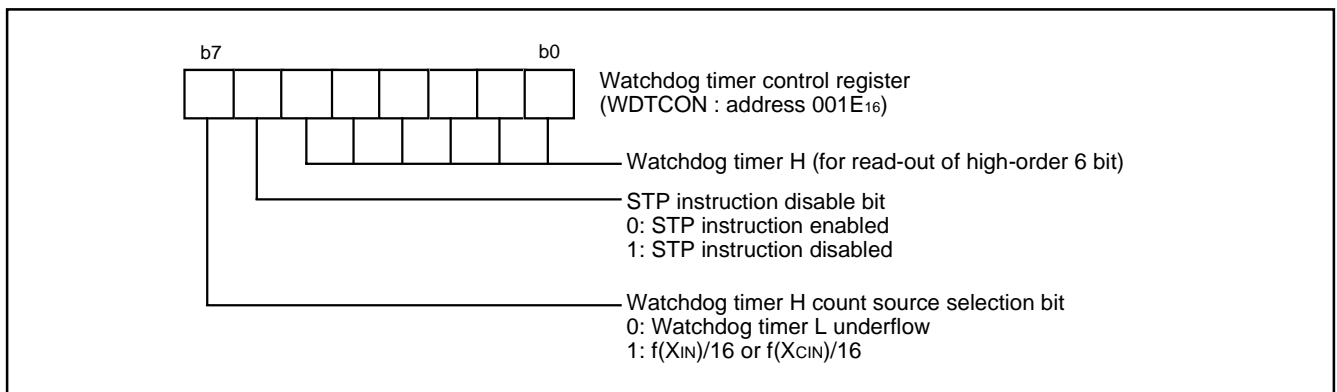 b7 b0
Watchdog timer control register
(WDTCON : address 001E16)
Watchdog timer H (for read-out of high-order 6 bit)
STP instruction disable bit
0: STP instruction enabled
1: STP instruction disabled
Watchdog timer H count source selection bit
0: Watchdog timer L underflow
1: f(XIN)/16 or f(XCIN)/16